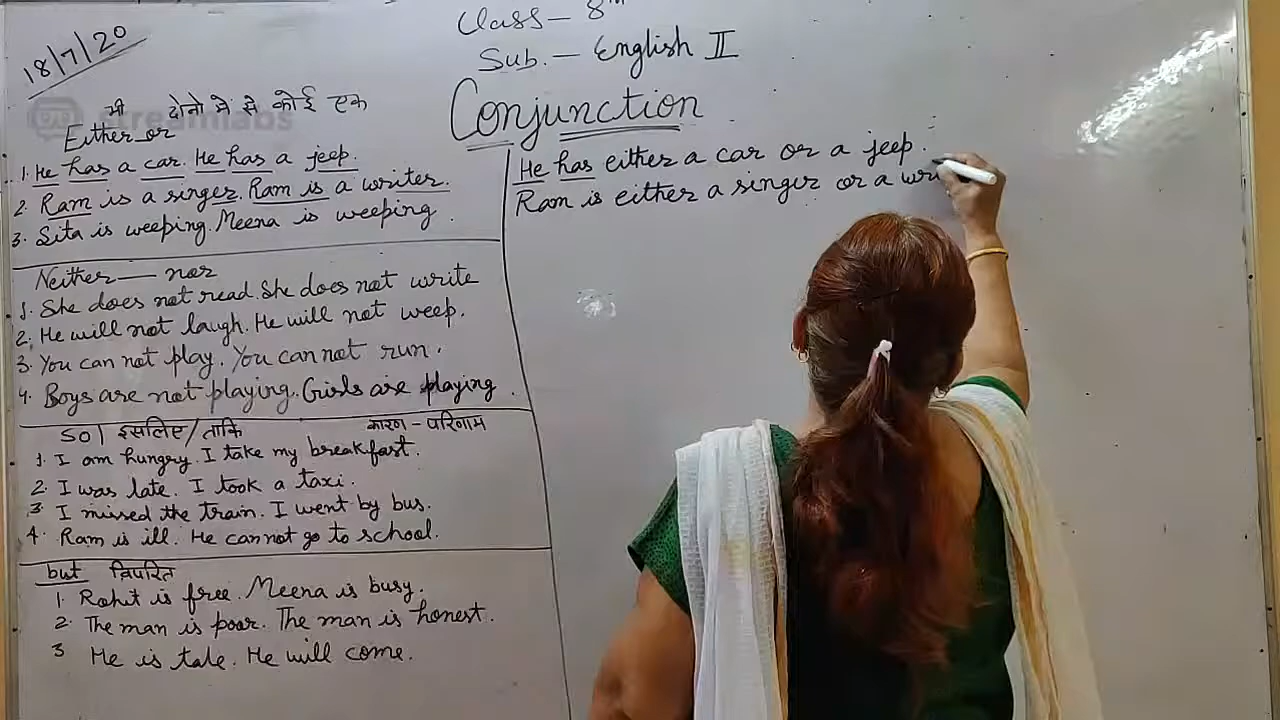 18/7/20
Class - 8th
Sub. - English II
Conjunction
भी दोनो मे से कोई एक
streamlabs
Either or
1. He has a car. He has a jeep.
2. Ram is a singer. Ram is a writer.
3. Sita is weeping. Meena is weeping.
Neither — nor
1. She does not read. She does not write
2. He will not laugh. He will not weep.
3. You can not play. You can not run.
4. Boys are not playing. Girls are playing.
so | इसलिए/ताकि कारण - परिणाम
1. I am hungry. I take my breakfast.
2. I was late. I took a taxi.
3 I missed the train. I went by bus.
4. Ram is ill. He cannot go to school.
but विपरित
1. Rohit is free. Meena is busy.
2. The man is poor. The man is honest.
3 He is tale. He will come.
He has either a car or a jeep.
Ram is either a singer or a wri